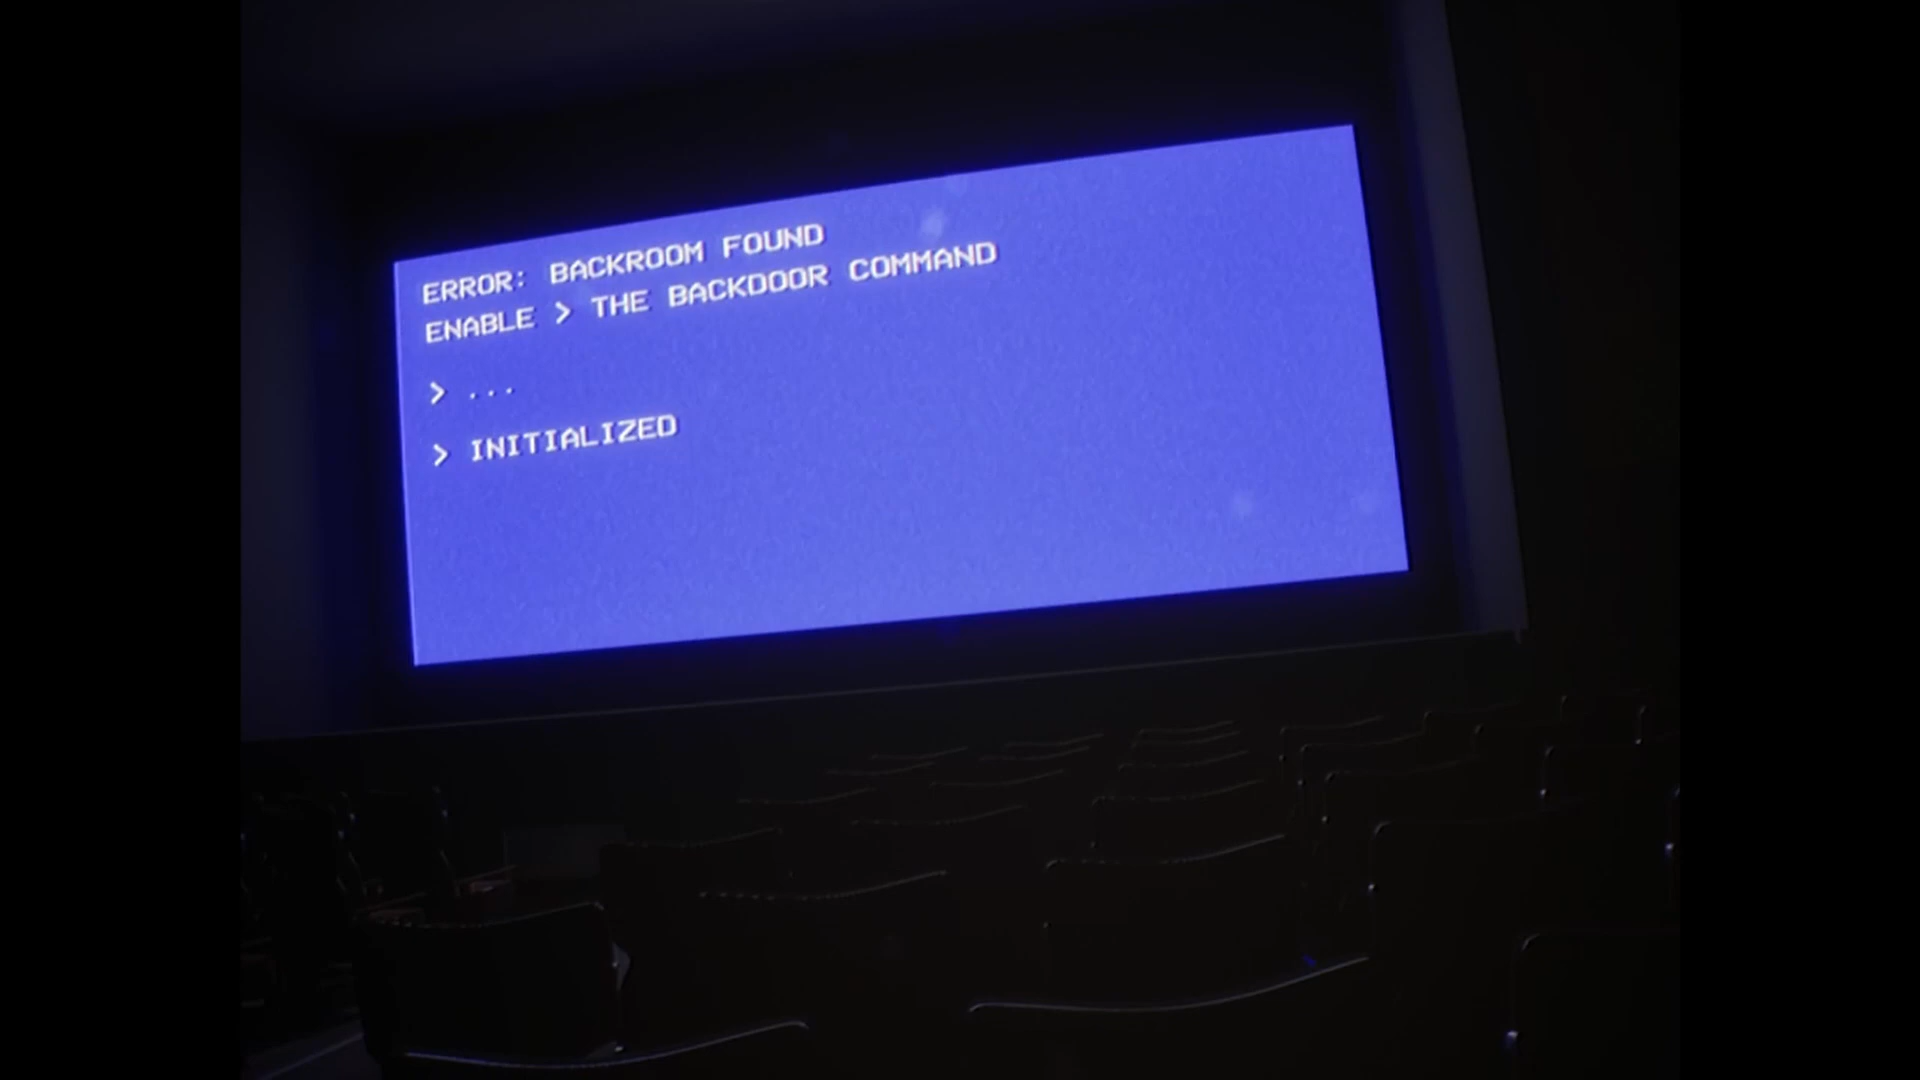 ERROR: BACKROOM FOUND
ENABLE > THE BACKDOOR COMMAND
> ...
> INITIALIZED